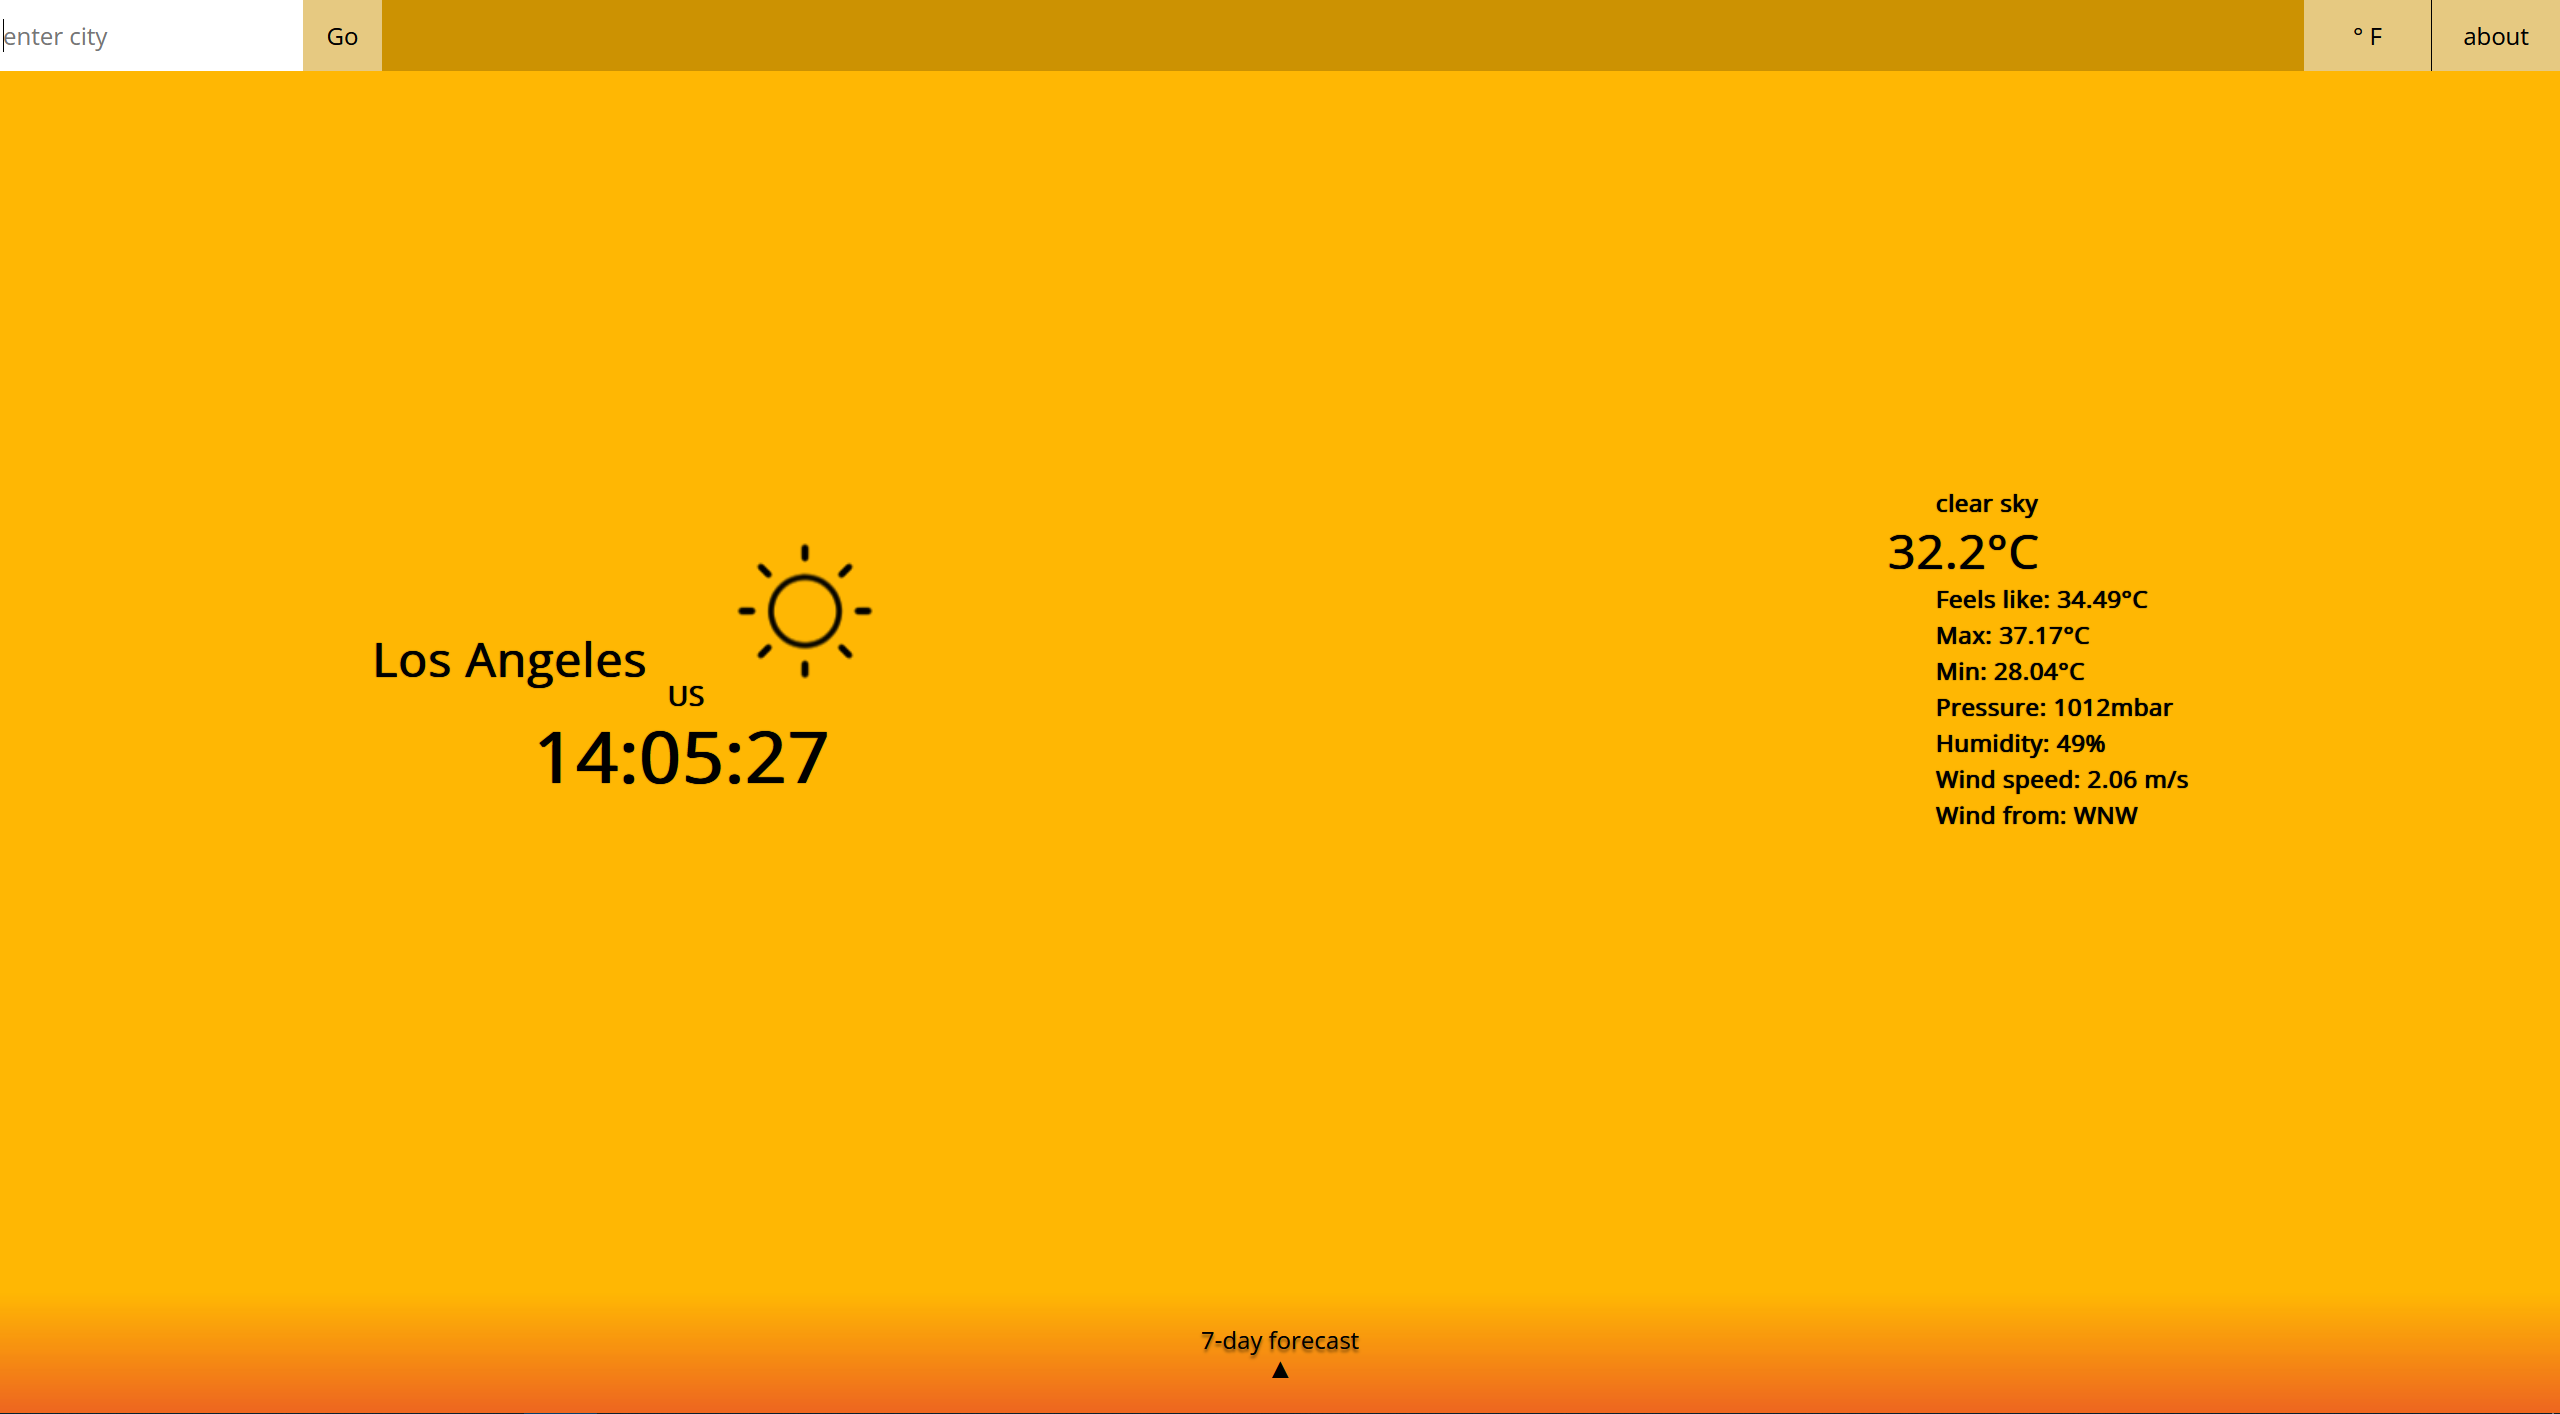 enter city
Go
° F
about
Los Angeles
US
14:05:27
clear sky
32.2°C
Feels like: 34.49°C
Max: 37.17°C
Min: 28.04°C
Pressure: 1012mbar
Humidity: 49%
Wind speed: 2.06 m/s
Wind from: WNW
7-day forecast
▲